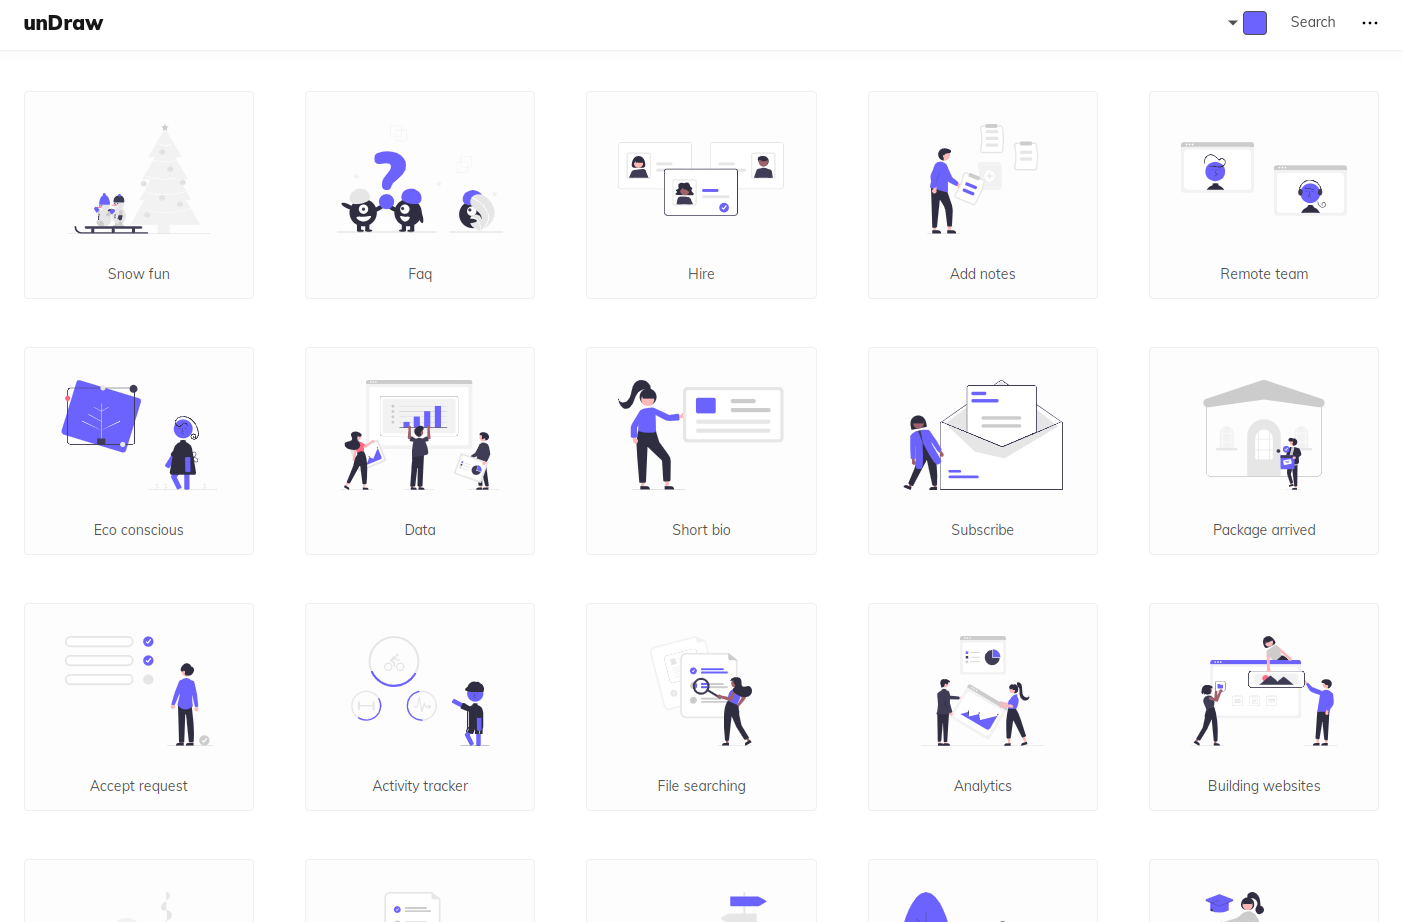 unDraw
Search
Snow fun
Faq
Hire
Add notes
Remote team
Eco conscious
Data
Short bio
Subscribe
Package arrived
Accept request
Activity tracker
File searching
Analytics
Building websites